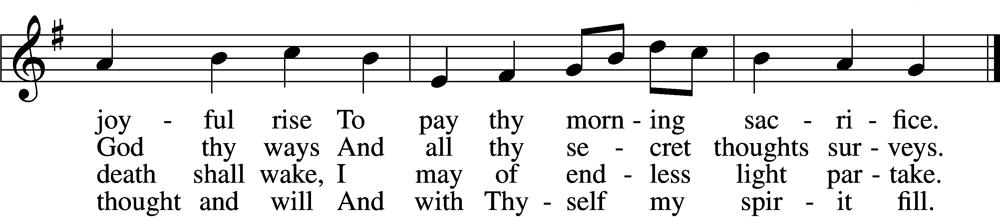 joy - ful rise To pay thy morn - ing sac - ri - fice.
God thy ways And all thy se - cret thoughts sur - veys.
death shall wake, I may of end - less light par - take.
thought and will And with Thy - self my spir - it fill.